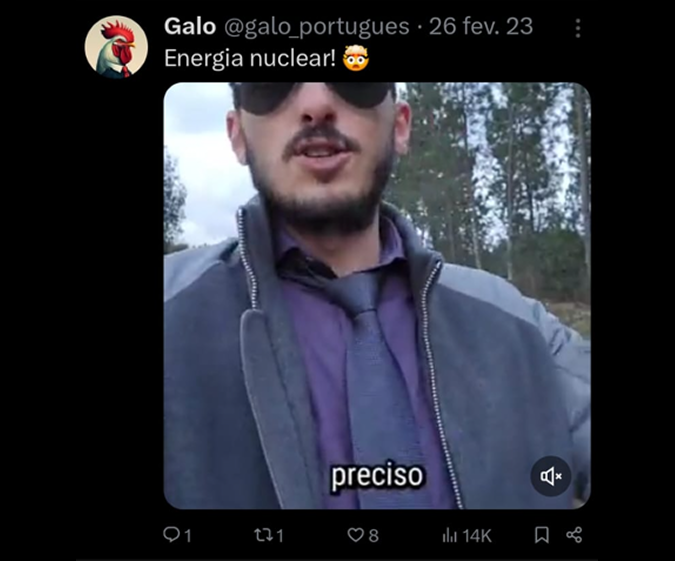 Galo @galo_portugues · 26 fev. 23
Energia nuclear! 🤯
preciso
1 1 8 14K